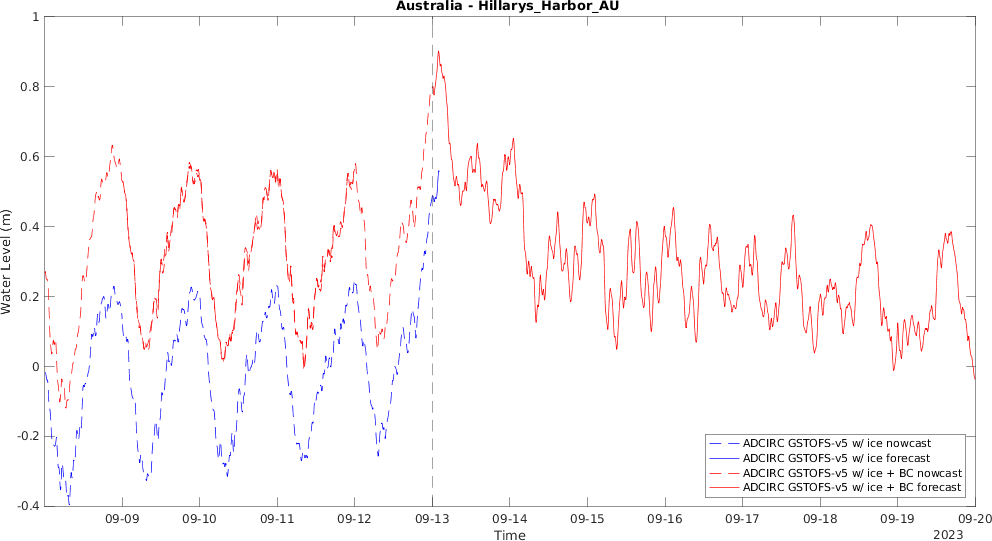 Australia - Hillarys_Harbor_AU
Water Level (m)
1
0.8
0.6
0.4
0.2
0
-0.2
-0.4
ADCIRC GSTOFS-v5 w/ ice nowcast
ADCIRC GSTOFS-v5 w/ ice forecast
ADCIRC GSTOFS-v5 w/ ice + BC nowcast
ADCIRC GSTOFS-v5 w/ ice + BC forecast
09-09 09-10 09-11 09-12 09-13 09-14 09-15 09-16 09-17 09-18 09-19 09-20
Time
2023